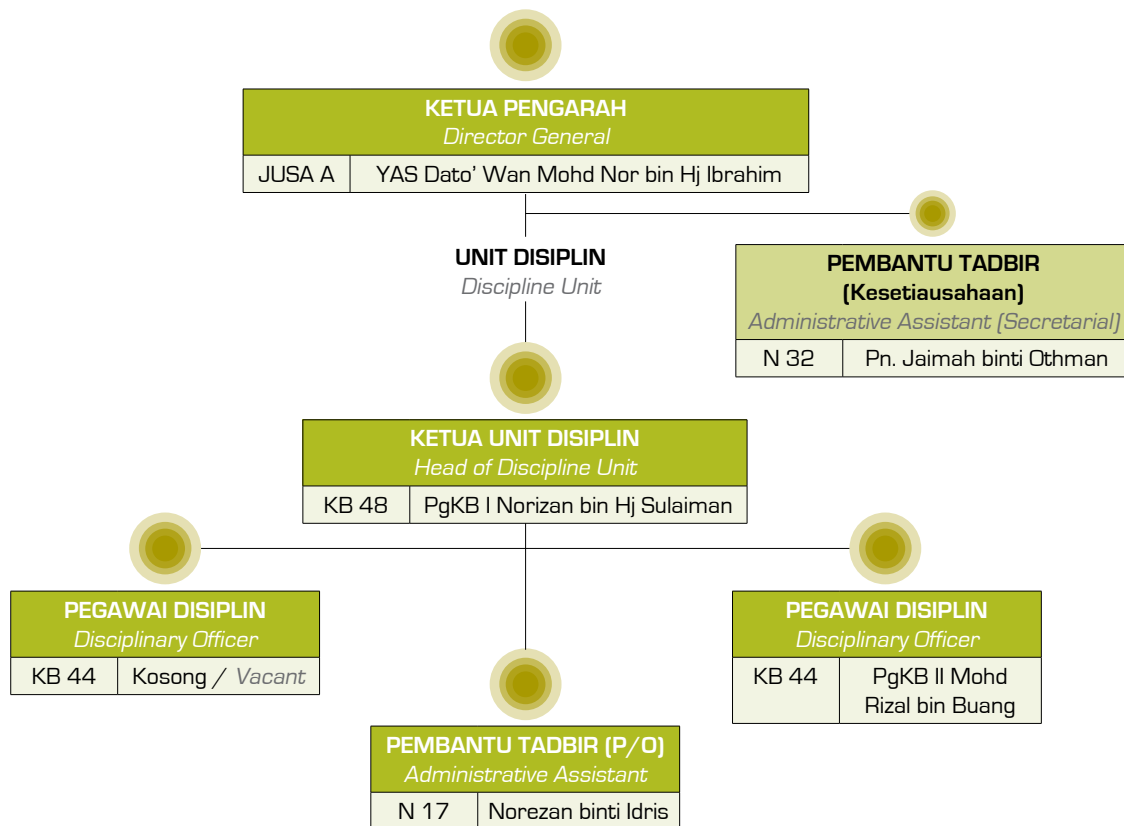 KETUA PENGARAH
Director General
JUSA A YAS Dato’ Wan Mohd Nor bin Hj Ibrahim
UNIT DISIPLIN
Discipline Unit
PEMBANTU TADBIR
(Kesetiausahaan)
Administrative Assistant (Secretarial)
N 32 Pn. Jaimah binti Othman
KETUA UNIT DISIPLIN
Head of Discipline Unit
KB 48 PgKB I Norizan bin Hj Sulaiman
PEGAWAI DISIPLIN
Disciplinary Officer
KB 44 Kosong / Vacant
PEGAWAI DISIPLIN
Disciplinary Officer
KB 44 PgKB II Mohd
Rizal bin Buang
PEMBANTU TADBIR (P/O)
Administrative Assistant
N 17 Norezan binti Idris